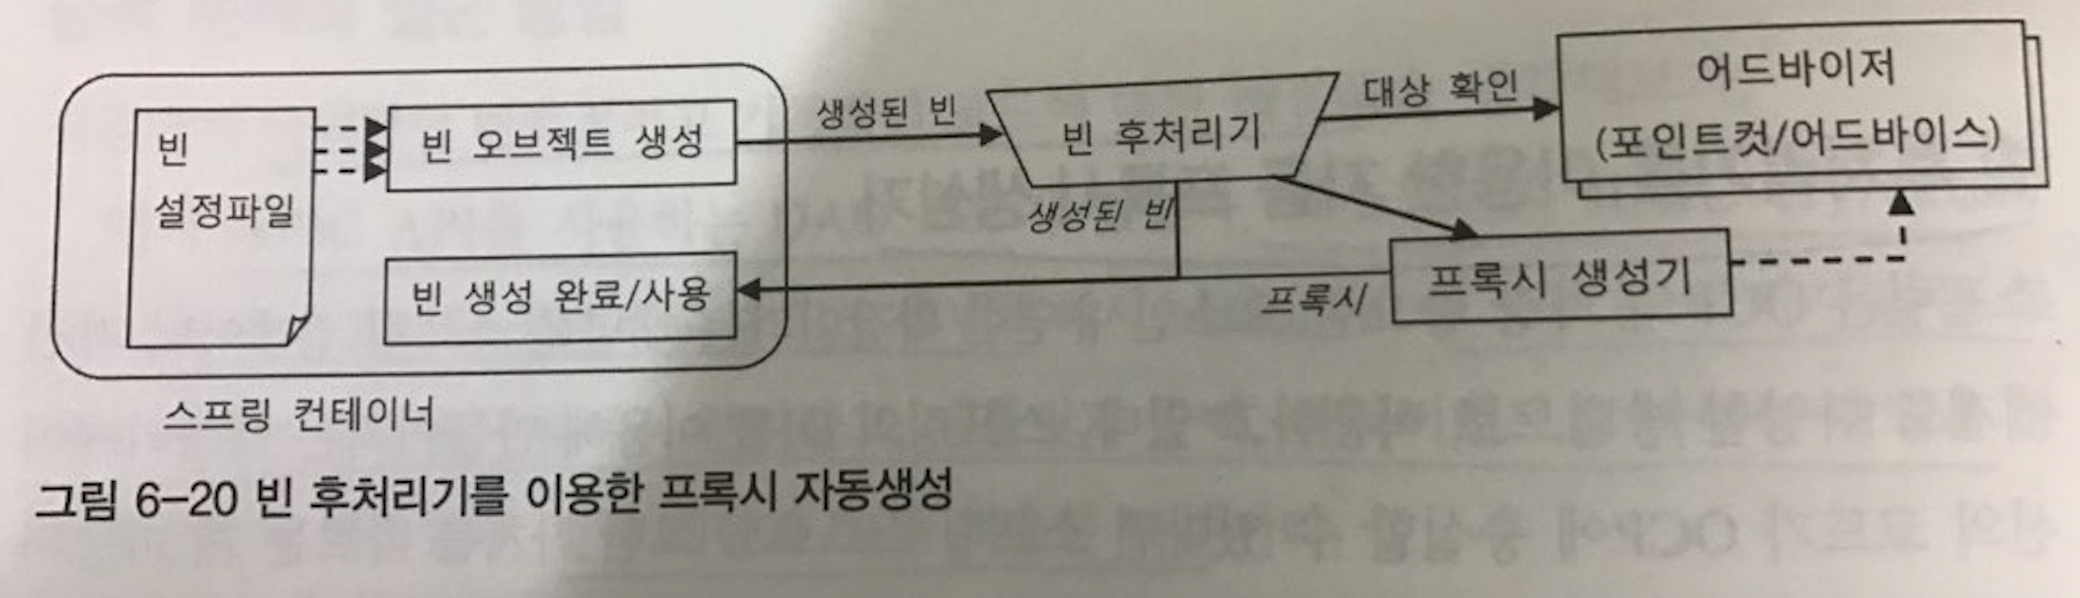 빈
설정파일
빈 오브젝트 생성
생성된 빈
빈 후처리기
대상 확인
어드바이저
(포인트컷/어드바이스)
생성된 빈
빈 생성 완료/사용
프록시
프록시 생성기
스프링 컨테이너
그림 6-20 빈 후처리기를 이용한 프록시 자동생성